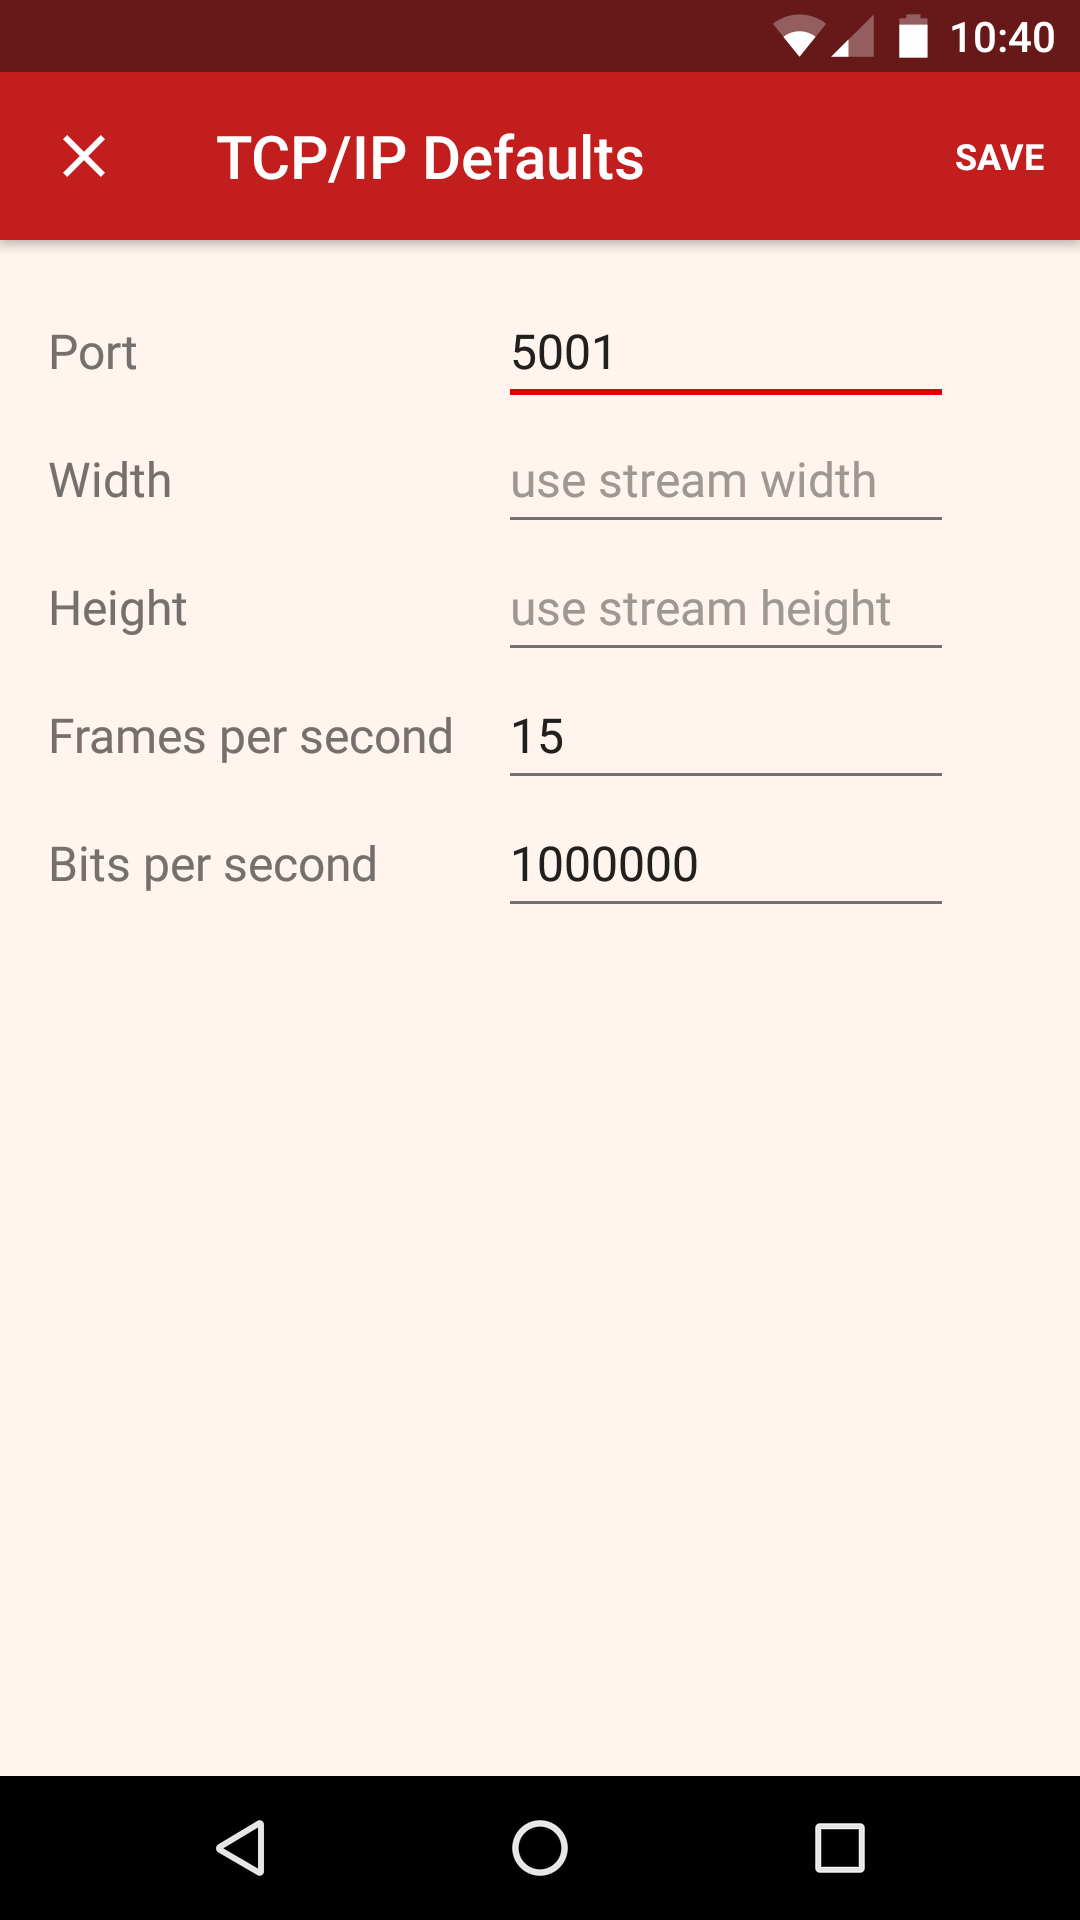 10:40
TCP/IP Defaults SAVE
Port 5001
Width use stream width
Height use stream height
Frames per second 15
Bits per second 1000000